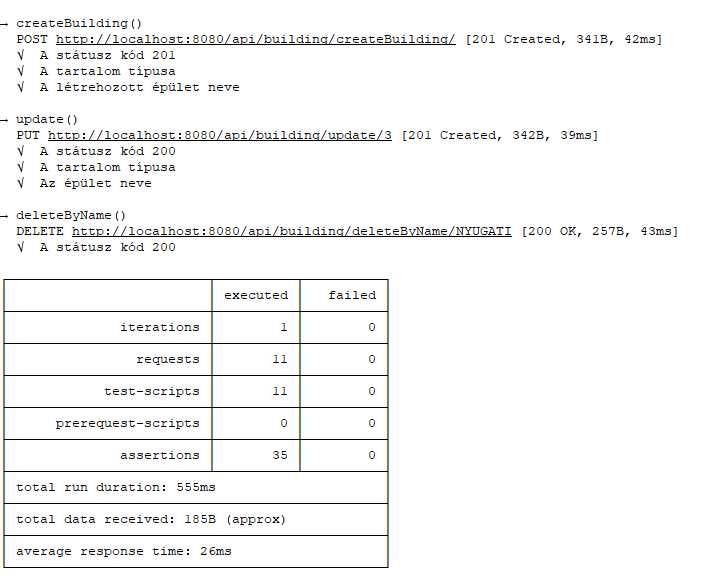 → createBuilding()
POST http://localhost:8080/api/building/createBuilding/ [201 Created, 341B, 42ms]
√ A státusz kód 201
√ A tartalom típusa
√ A létrehozott épület neve
→ update()
PUT http://localhost:8080/api/building/update/3 [201 Created, 342B, 39ms]
√ A státusz kód 200
√ A tartalom típusa
√ Az épület neve
→ deleteByName()
DELETE http://localhost:8080/api/building/deleteByName/NYUGATI [200 OK, 257B, 43ms]
√ A státusz kód 200
executed failed
iterations 1 0
requests 11 0
test-scripts 11 0
prerequest-scripts 0 0
assertions 35 0
total run duration: 555ms
total data received: 185B (approx)
average response time: 26ms